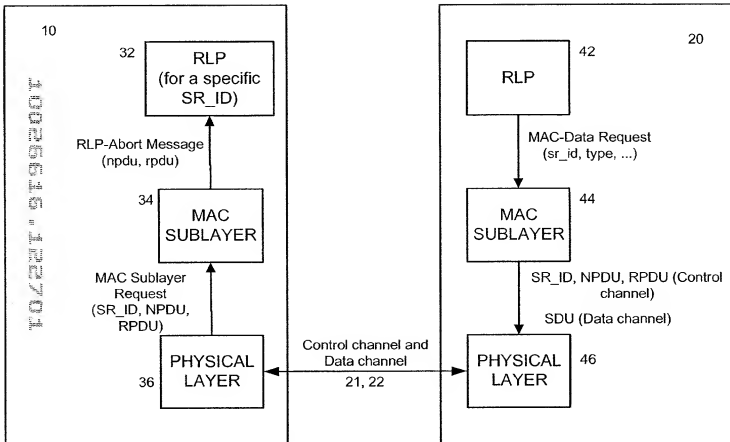 10
32
RLP
(for a specific
SR_ID)
RLP-Abort Message
(npdu, rpdu)
34
MAC
SUBLAYER
MAC Sublayer
Request
(SR_ID, NPDU,
RPDU)
36
PHYSICAL
LAYER
10026616.122701
Control channel and
Data channel
21, 22
20
42
RLP
MAC-Data Request
(sr_id, type, ...)
44
MAC
SUBLAYER
SR_ID, NPDU, RPDU (Control
channel)
SDU (Data channel)
46
PHYSICAL
LAYER